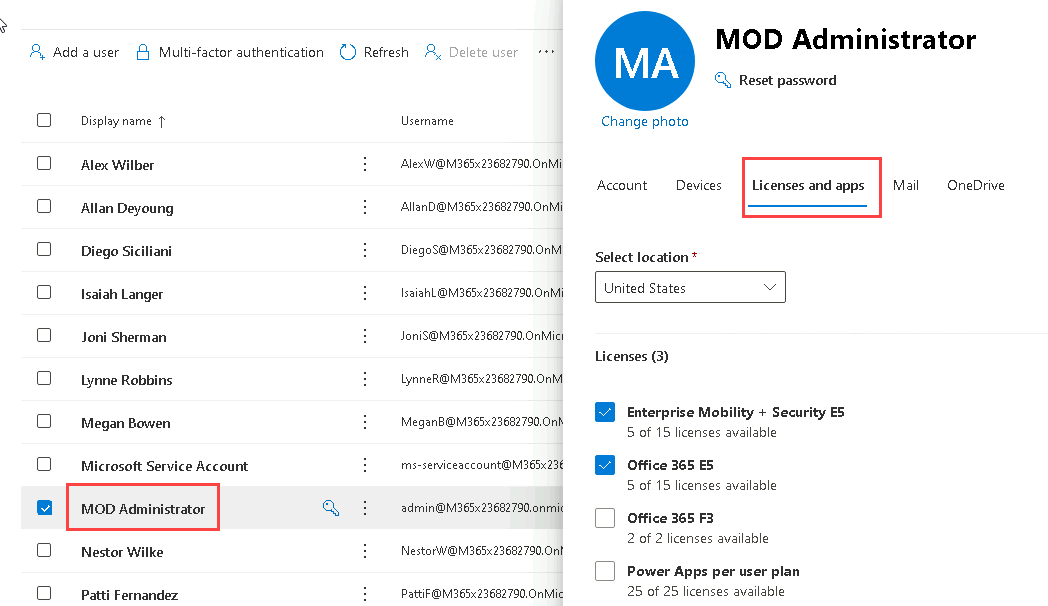 Add a user Multi-factor authentication Refresh Delete user ...
Display name ↑ Username
Alex Wilber AlexW@M365x23682790.OnMi
Allan Deyoung AllanD@M365x23682790.OnM
Diego Siciliani DiegoS@M365x23682790.OnM
Isaiah Langer IsaiahL@M365x23682790.OnM
Joni Sherman JoniS@M365x23682790.OnMicr
Lynne Robbins LynneR@M365x23682790.OnM
Megan Bowen MeganB@M365x23682790.OnM
Microsoft Service Account ms-serviceaccount@M365x236
MOD Administrator admin@M365x23682790.onmic
Nestor Wilke NestorW@M365x23682790.On
Patti Fernandez PattiF@M365x23682790.OnMic
MA
Change photo
MOD Administrator
Reset password
Account Devices Licenses and apps Mail OneDrive
Select location *
United States
Licenses (3)
Enterprise Mobility + Security E5
5 of 15 licenses available
Office 365 E5
5 of 15 licenses available
Office 365 F3
2 of 2 licenses available
Power Apps per user plan
25 of 25 licenses available